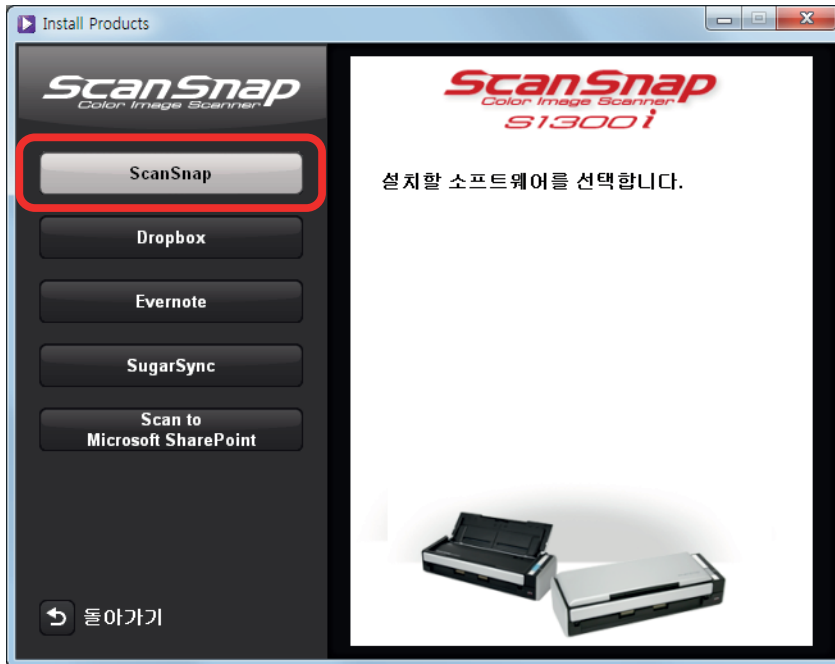 Install Products
ScanSnap
Color Image Scanner
ScanSnap
Dropbox
Evernote
SugarSync
Scan to
Microsoft SharePoint
돌아가기
ScanSnap
Color Image Scanner
S1300i
설치할 소프트웨어를 선택합니다.